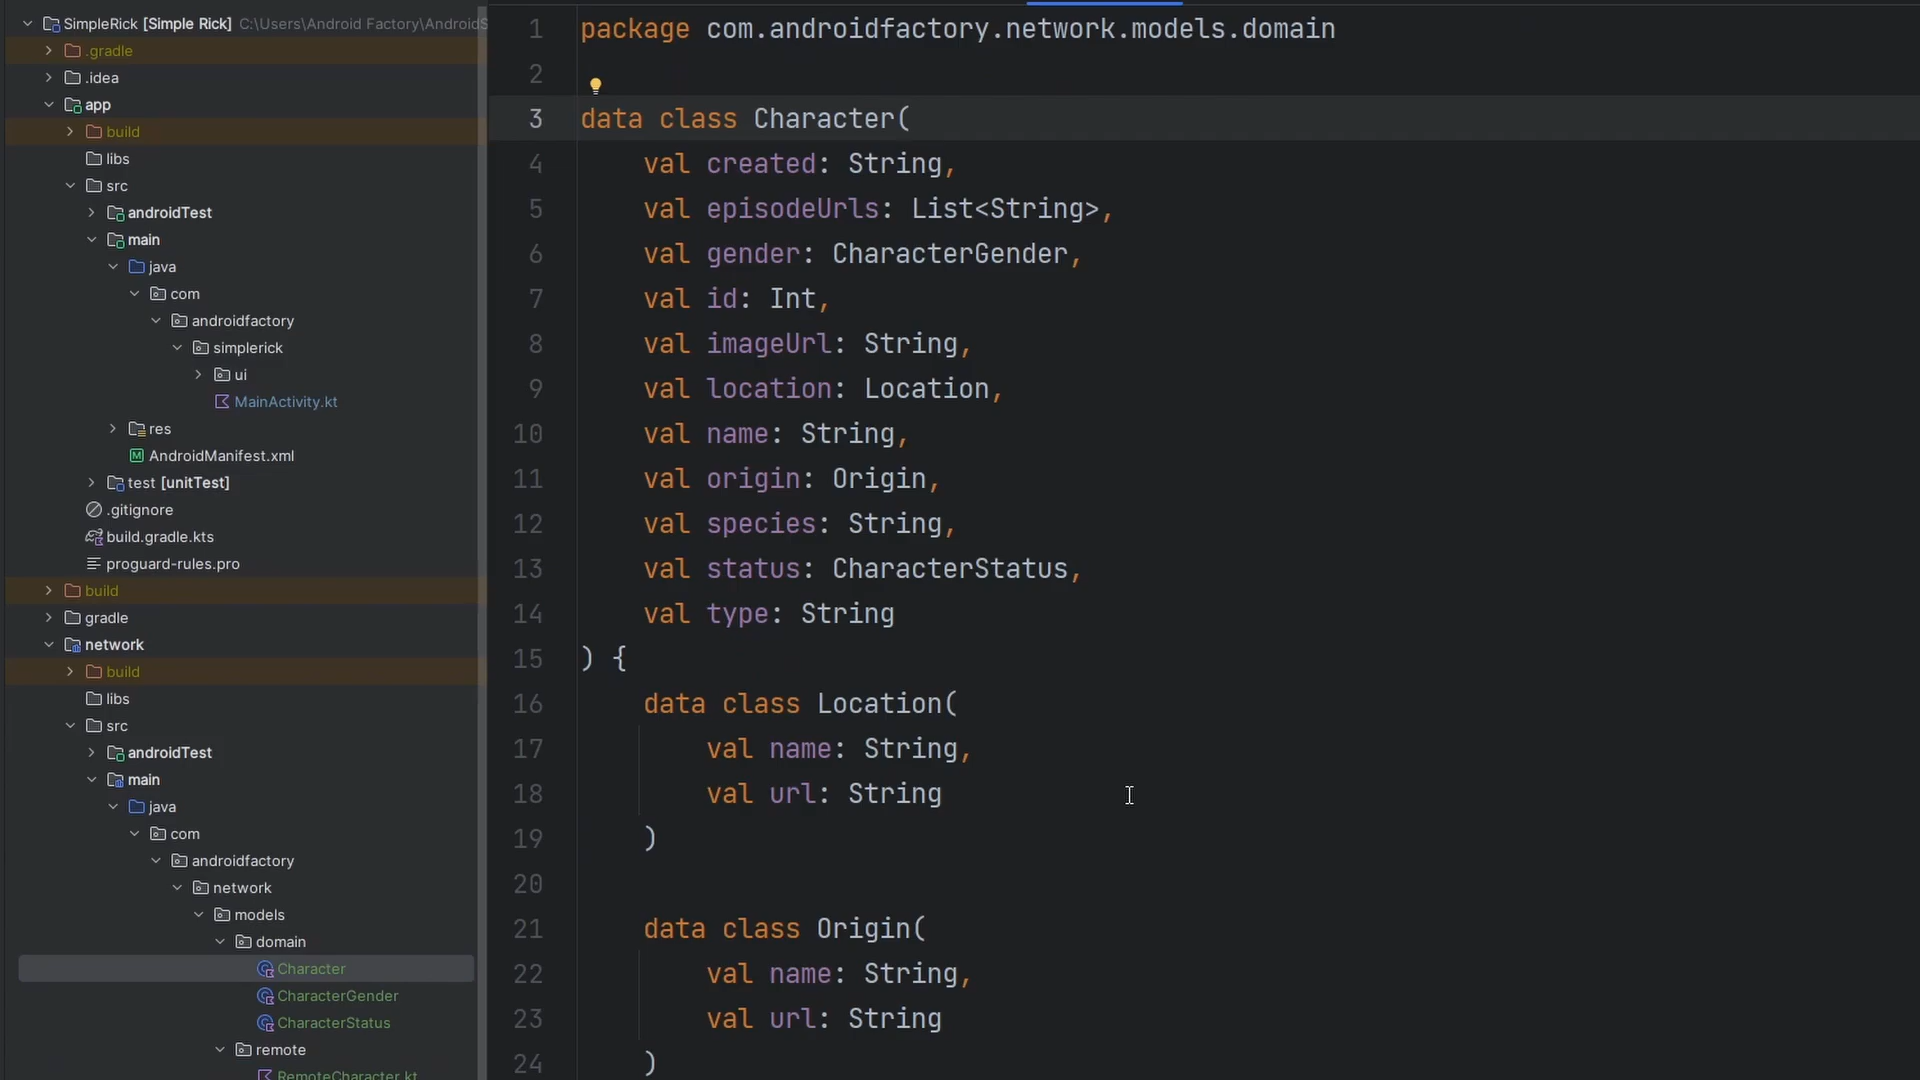 SimpleRick [Simple Rick] C:\Users\Android Factory\AndroidS
.gradle
.idea
app
build
libs
src
androidTest
main
java
com
androidfactory
simplerick
ui
MainActivity.kt
res
AndroidManifest.xml
test [unitTest]
.gitignore
build.gradle.kts
proguard-rules.pro
build
gradle
network
build
libs
src
androidTest
main
java
com
androidfactory
network
models
domain
Character
CharacterGender
CharacterStatus
remote
RemoteCharacter.kt
1 package com.androidfactory.network.models.domain
2
3 data class Character(
4 val created: String,
5 val episodeUrls: List<String>,
6 val gender: CharacterGender,
7 val id: Int,
8 val imageUrl: String,
9 val location: Location,
10 val name: String,
11 val origin: Origin,
12 val species: String,
13 val status: CharacterStatus,
14 val type: String
15 ) {
16 data class Location(
17 val name: String,
18 val url: String
19 )
20
21 data class Origin(
22 val name: String,
23 val url: String
24 )